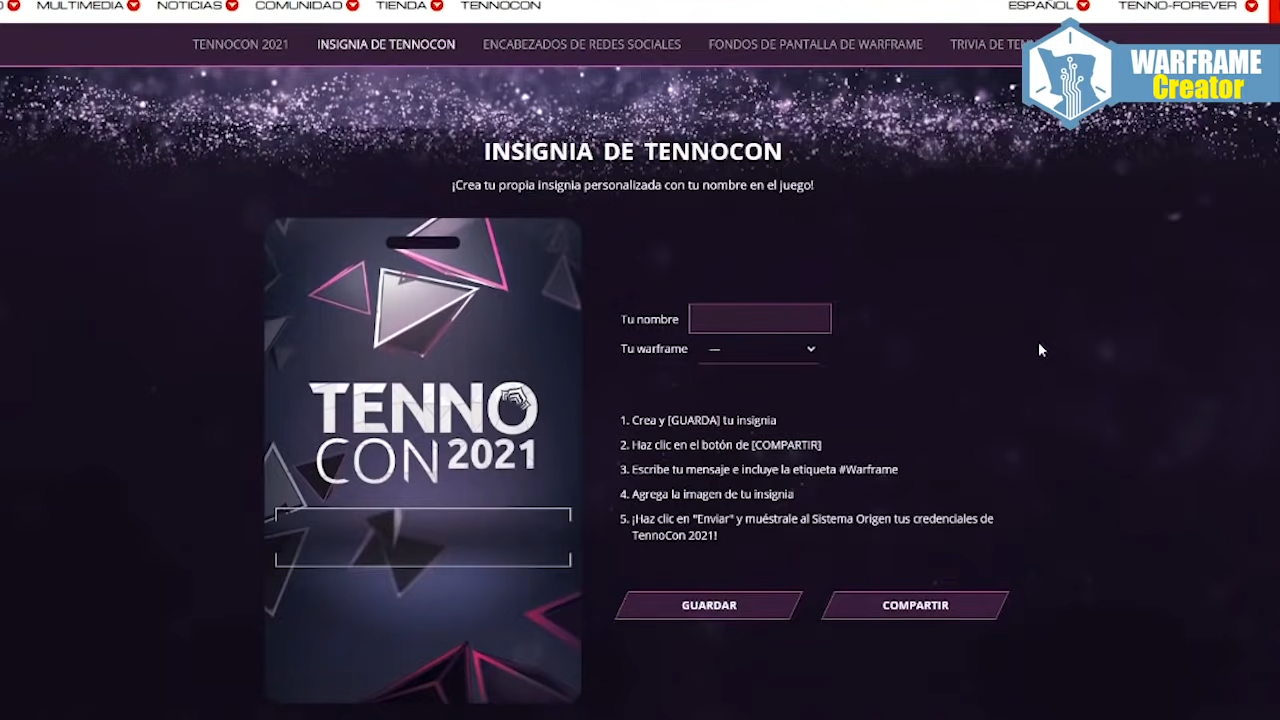 MULTIMEDIA NOTICIAS COMUNIDAD TIENDA TENNOCON ESPAÑOL TENNO-FOREVER
TENNOCON 2021 INSIGNIA DE TENNOCON ENCABEZADOS DE REDES SOCIALES FONDOS DE PANTALLA DE WARFRAME TRIVIA DE
WARFRAME
Creator
INSIGNIA DE TENNOCON
¡Crea tu propia insignia personalizada con tu nombre en el juego!
TENNO
CON 2021
Tu nombre
Tu warframe —
1. Crea y [GUARDA] tu insignia
2. Haz clic en el botón de [COMPARTIR]
3. Escribe tu mensaje e incluye la etiqueta #Warframe
4. Agrega la imagen de tu insignia
5. ¡Haz clic en "Enviar" y muéstrale al Sistema Origen tus credenciales de
TennoCon 2021!
GUARDAR COMPARTIR